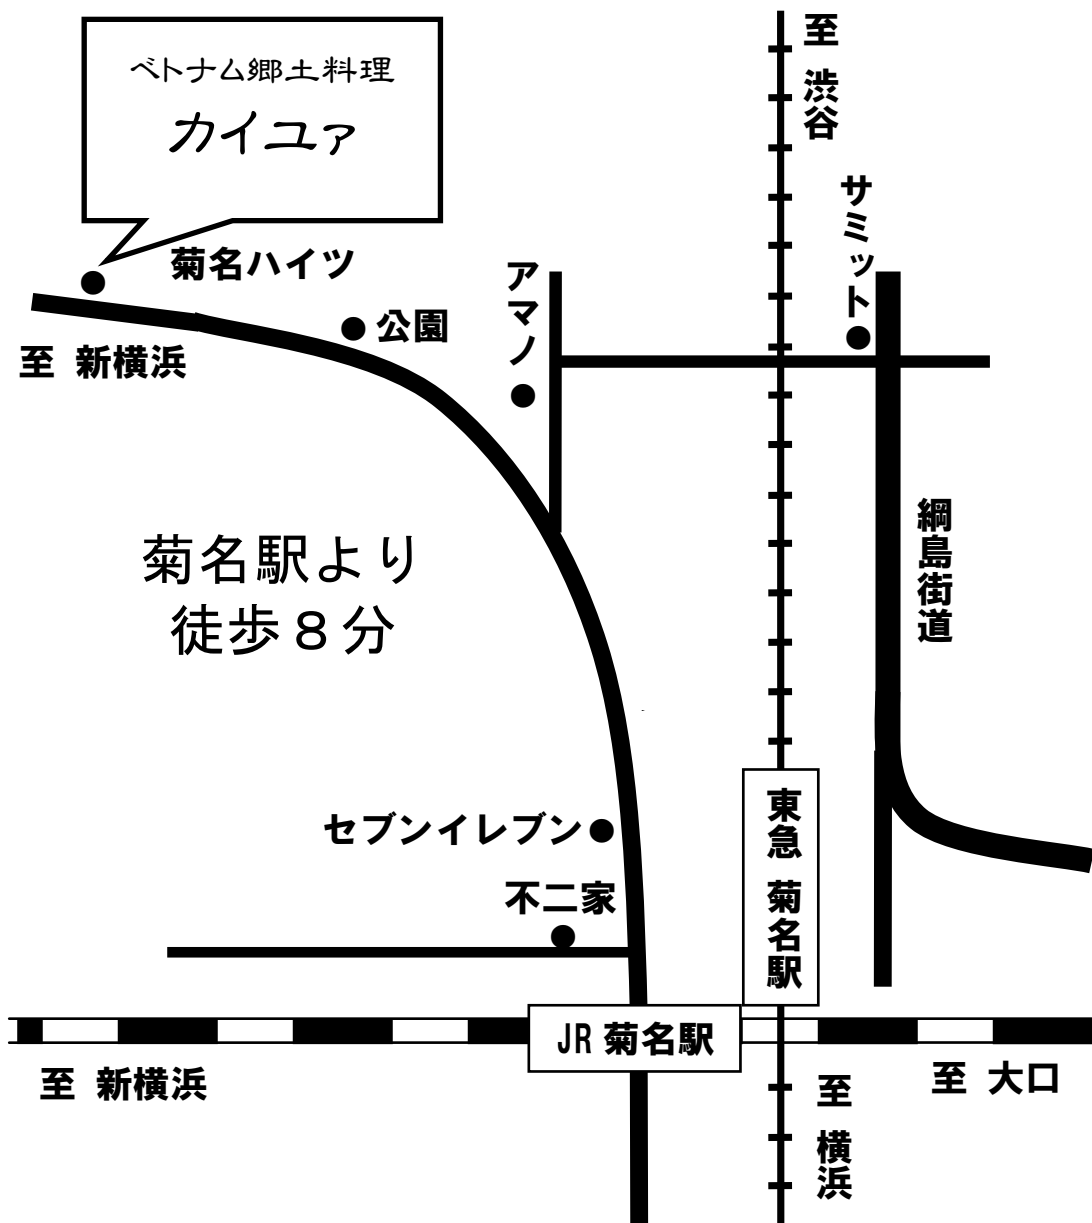 ベトナム郷土料理
カイユァ
至 渋谷
サミット
菊名ハイツ
アマノ
公園
至 新横浜
綱島街道
菊名駅より
徒歩８分
セブンイレブン
東急 菊名駅
不二家
JR 菊名駅
至 新横浜
至 大口
至 横浜